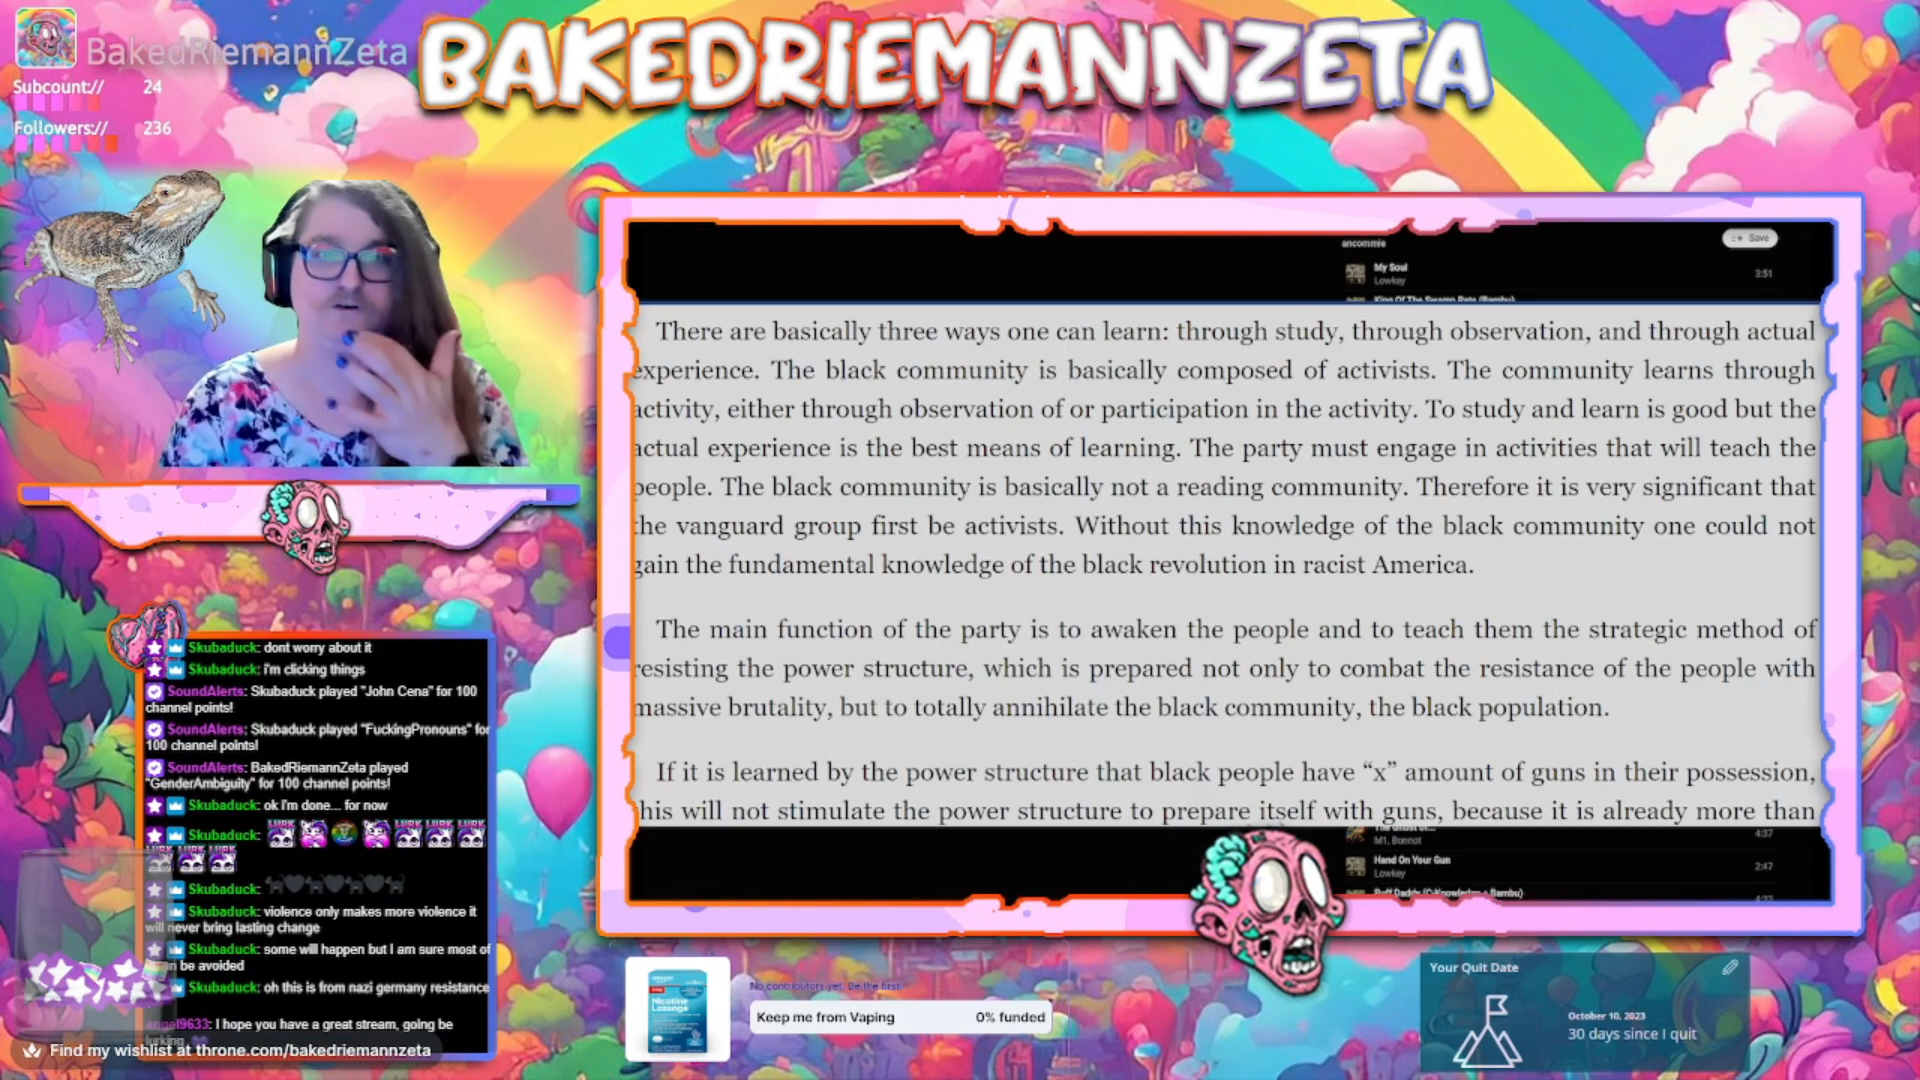 BakedRiemannZeta
BAKEDRIEMANNZETA
Subcount// 24
Followers// 236
ancommie
Save
My Soul
Lowkey
3:51
King Of The Swamp Rats (Bambu)
There are basically three ways one can learn: through study, through observation, and through actual
experience. The black community is basically composed of activists. The community learns through
activity, either through observation of or participation in the activity. To study and learn is good but the
actual experience is the best means of learning. The party must engage in activities that will teach the
people. The black community is basically not a reading community. Therefore it is very significant that
the vanguard group first be activists. Without this knowledge of the black community one could not
gain the fundamental knowledge of the black revolution in racist America.
The main function of the party is to awaken the people and to teach them the strategic method of
resisting the power structure, which is prepared not only to combat the resistance of the people with
massive brutality, but to totally annihilate the black community, the black population.
If it is learned by the power structure that black people have “x” amount of guns in their possession,
this will not stimulate the power structure to prepare itself with guns, because it is already more than
M1, Bonnot
4:37
Hand On Your Gun
Lowkey
2:47
Skubaduck: dont worry about it
Skubaduck: i'm clicking things
SoundAlerts: Skubaduck played "John Cena" for 100
channel points!
SoundAlerts: Skubaduck played "FuckingPronouns" for
100 channel points!
SoundAlerts: BakedRiemannZeta played
"GenderAmbiguity" for 100 channel points!
Skubaduck: ok I'm done... for now
Skubaduck: LURK LURK LURK LURK
Skubaduck:
Skubaduck: violence only makes more violence it
will never bring lasting change
Skubaduck: some will happen but I am sure most of
be avoided
Skubaduck: oh this is from nazi germany resistance
angel9633: I hope you have a great stream, going be
lurking
Find my wishlist at throne.com/bakedriemannzeta
Nicotine
Lozenge
No contributors yet. Be the first!
Keep me from Vaping 0% funded
Your Quit Date
October 10, 2023
30 days since I quit